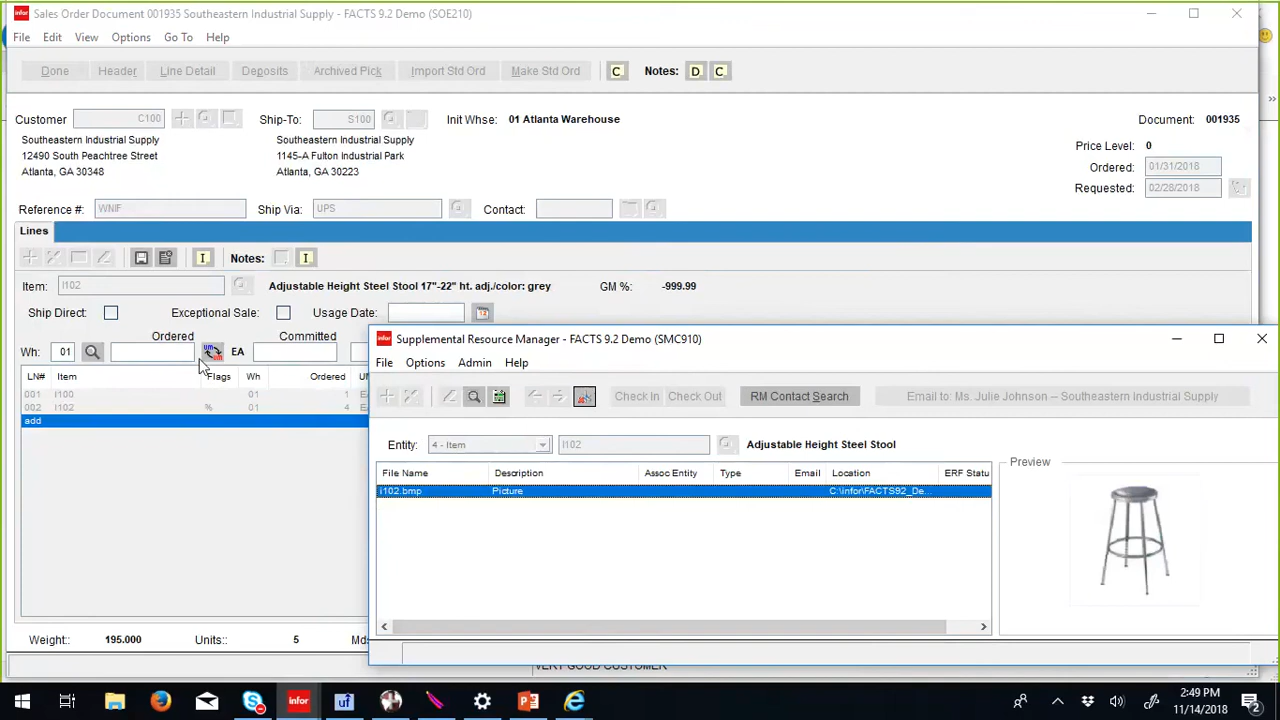 infor Sales Order Document 001935 Southeastern Industrial Supply - FACTS 9.2 Demo (SOE210)
File Edit View Options Go To Help
Done Header Line Detail Deposits Archived Pick Import Std Ord Make Std Ord C Notes: D C
Customer C100 Ship-To: S100 Init Whse: 01 Atlanta Warehouse Document: 001935
Southeastern Industrial Supply Southeastern Industrial Supply Price Level: 0
12490 South Peachtree Street 1145-A Fulton Industrial Park Ordered: 01/31/2018
Atlanta, GA 30348 Atlanta, GA 30223 Requested: 02/28/2018
Reference #: WNIF Ship Via: UPS Contact:
Lines
I Notes: I
Item: I102 Adjustable Height Steel Stool 17"-22" ht. adj./color: grey GM %: -999.99
Ship Direct: Exceptional Sale: Usage Date:
Ordered Committed
Wh: 01 um um EA
LN# Item Flags Wh Ordered
001 I100 01 1
002 I102 % 01 4
add
Weight:: 195.000 Units:: 5
VERY GOOD CUSTOMER
infor Supplemental Resource Manager - FACTS 9.2 Demo (SMC910)
File Options Admin Help
Check In Check Out RM Contact Search Email to: Ms. Julie Johnson -- Southeastern Industrial Supply
Entity: 4 - Item I102 Adjustable Height Steel Stool
Preview
File Name Description Assoc Entity Type Email Location ERF Statu
i102.bmp Picture C:\infor\FACTS92_De...
infor uf
2:49 PM
11/14/2018
2